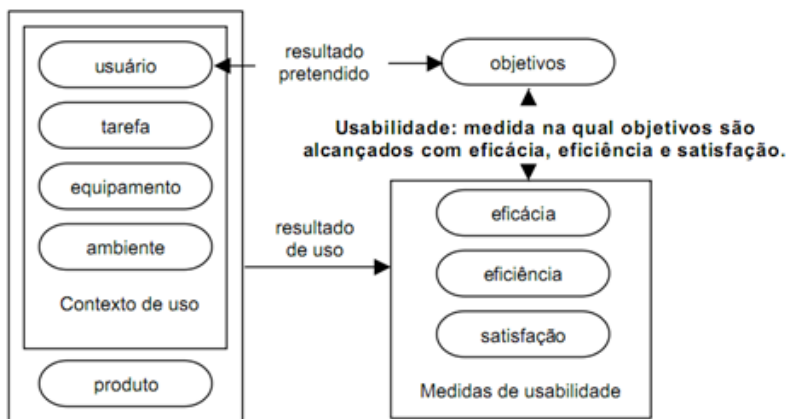 usuário
resultado
pretendido
objetivos
tarefa
Usabilidade: medida na qual objetivos são
alcançados com eficácia, eficiência e satisfação.
equipamento
eficácia
ambiente
resultado
de uso
eficiência
Contexto de uso
satisfação
produto
Medidas de usabilidade